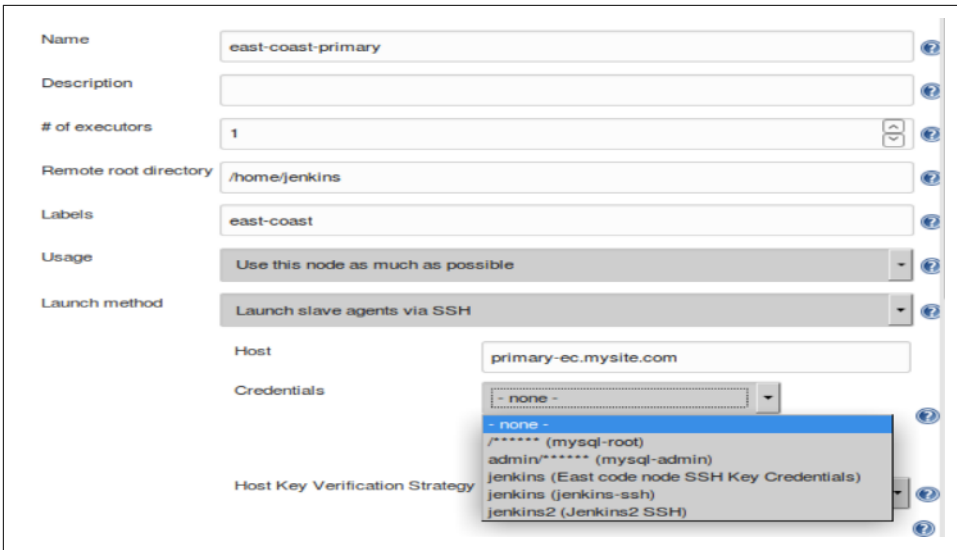 Name
east-coast-primary
Description
# of executors
1
Remote root directory
/home/jenkins
Labels
east-coast
Usage
Use this node as much as possible
Launch method
Launch slave agents via SSH
Host
primary-ec.mysite.com
Credentials
- none -
- none -
/****** (mysql-root)
admin/****** (mysql-admin)
jenkins (East code node SSH Key Credentials)
jenkins (jenkins-ssh)
jenkins2 (Jenkins2 SSH)
Host Key Verification Strategy